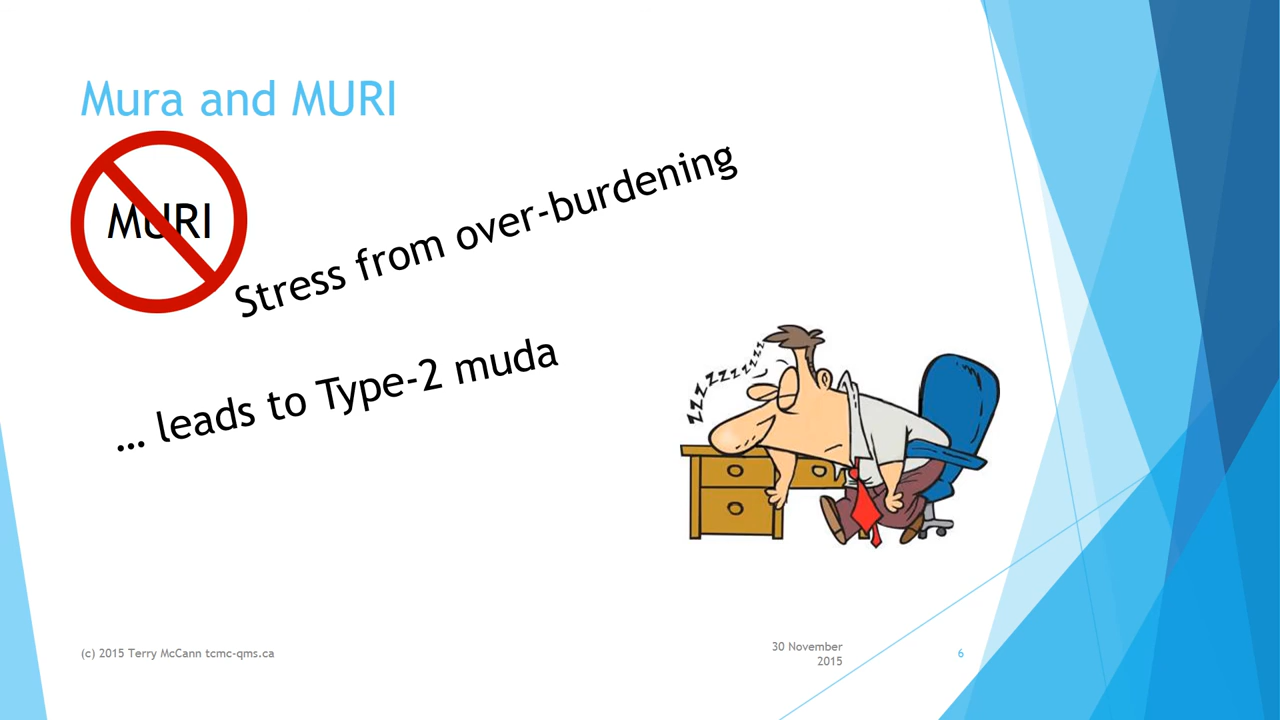 Mura and MURI
MURI
Stress from over-burdening
... leads to Type-2 muda
zzzzzzzzz
(c) 2015 Terry McCann tcmc-qms.ca
30 November
2015
6